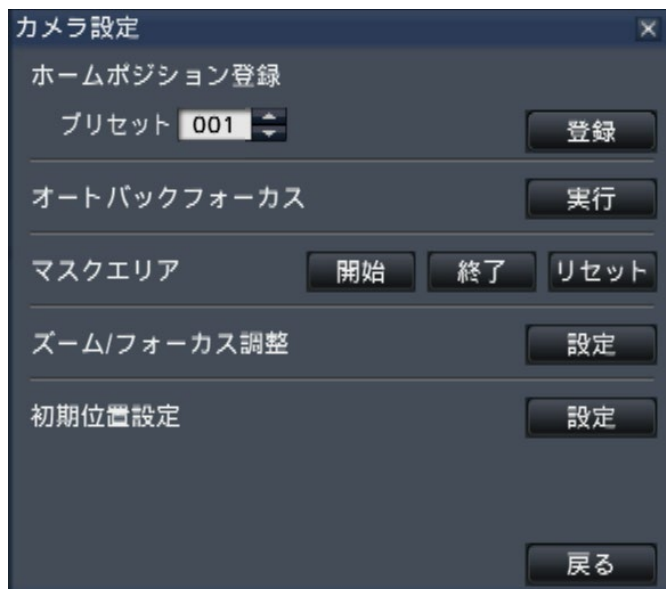 カメラ設定
ホームポジション登録
プリセット 001 登録
オートバックフォーカス 実行
マスクエリア 開始 終了 リセット
ズーム/フォーカス調整 設定
初期位置設定 設定
戻る